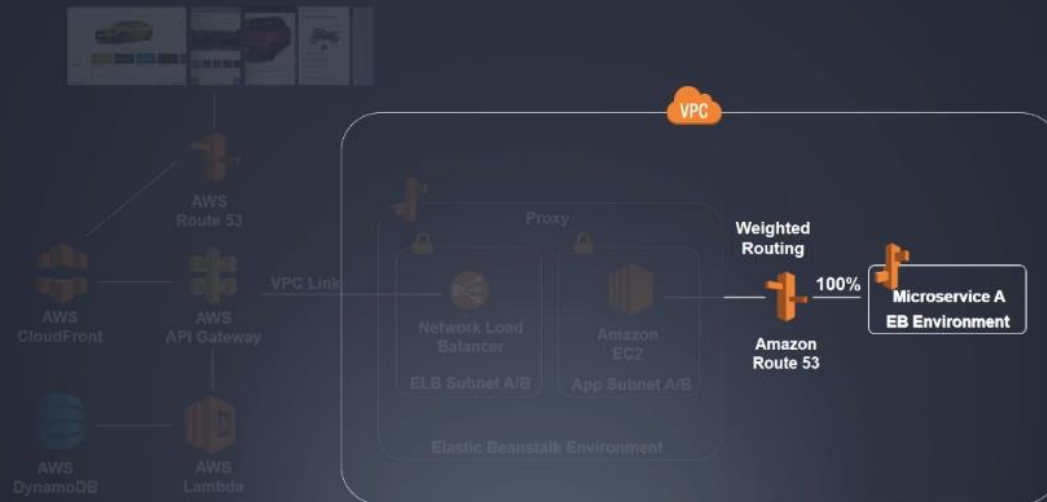 VPC
AWS
Route 53
Proxy
Weighted
Routing
VPC Link
100%
Microservice A
EB Environment
AWS
CloudFront
AWS
API Gateway
Network Load
Balancer
Amazon
EC2
Amazon
Route 53
ELB Subnet A/B
App Subnet A/B
Elastic Beanstalk Environment
AWS
DynamoDB
AWS
Lambda